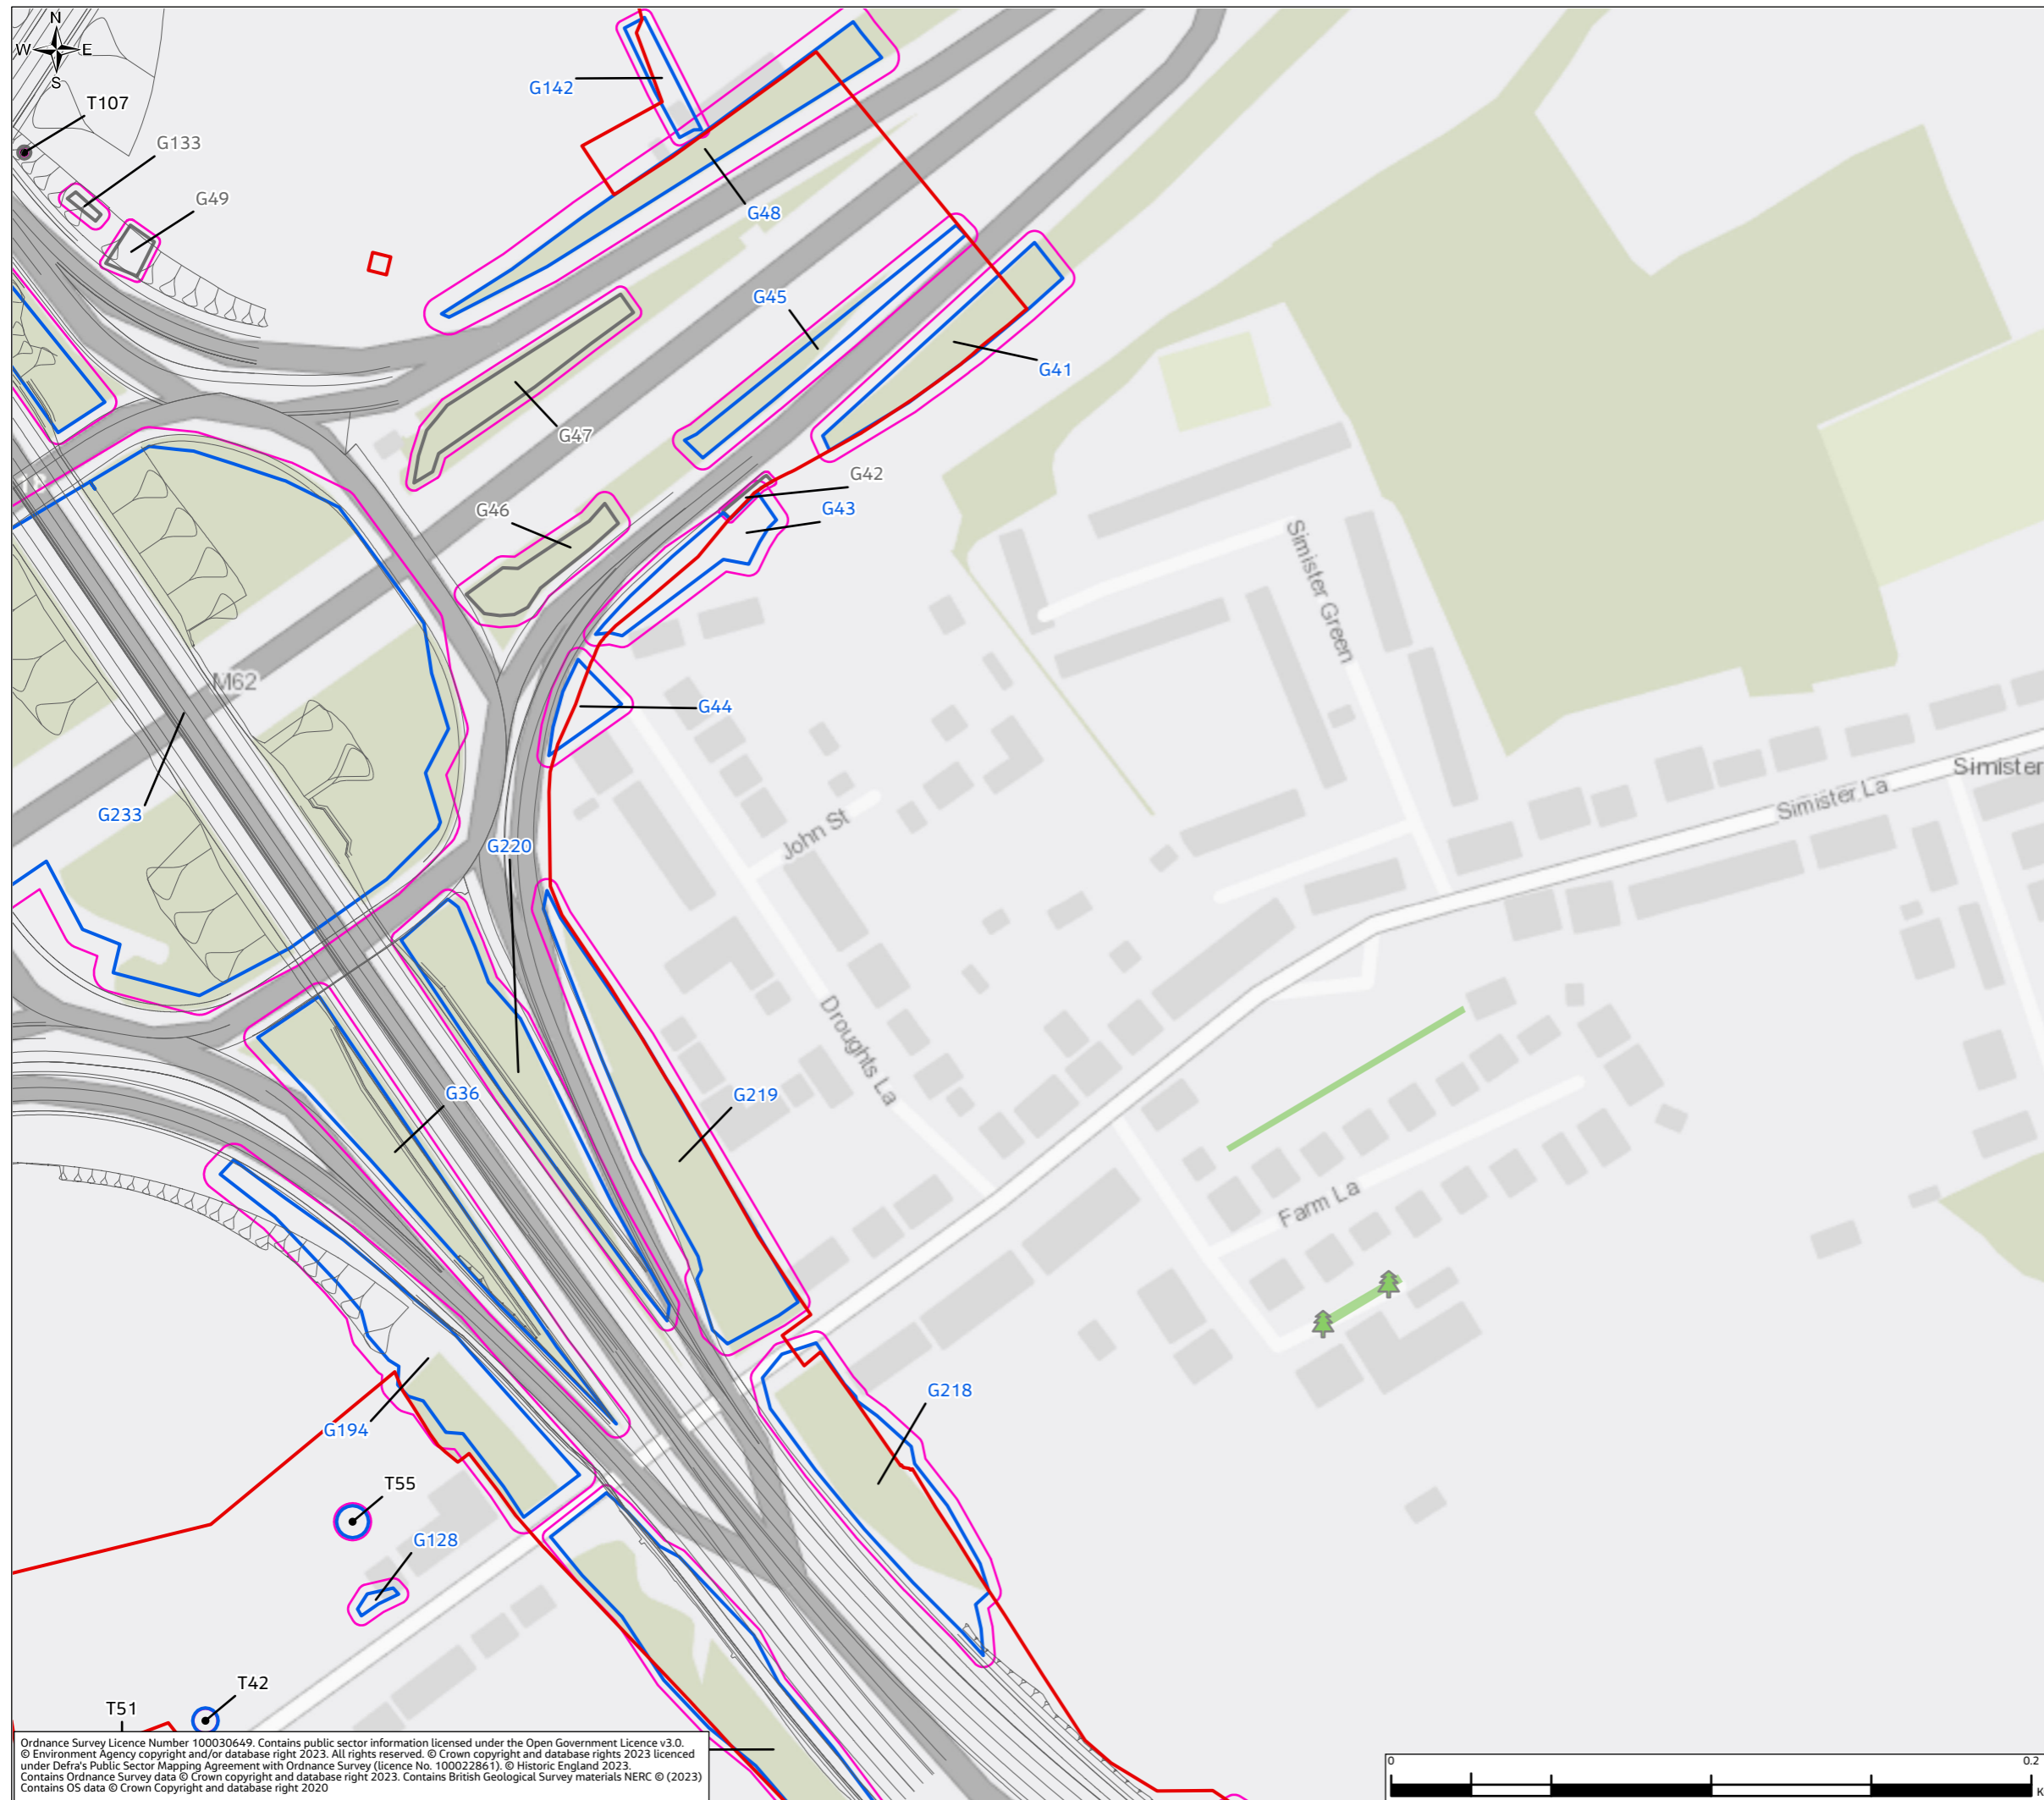 N
W E
S
T107
G133
G49
G142
G48
G45
G41
G47
G42
G46
G43
G44
M62
G233
G220
Simister Green
Simister
Simister La
John St
Droughts La
G36
G219
Farm La
G194
G218
T55
G128
T42
T51
Ordnance Survey Licence Number 100030649. Contains public sector information licensed under the Open Government Licence v3.0.
© Environment Agency copyright and/or database right 2023. All rights reserved. © Crown copyright and database rights 2023 licenced
under Defra's Public Sector Mapping Agreement with Ordnance Survey (licence No. 100022861). © Historic England 2023.
Contains Ordnance Survey data © Crown copyright and database right 2023. Contains British Geological Survey materials NERC © (2023)
Contains OS data © Crown Copyright and database right 2020
0 0.2
K